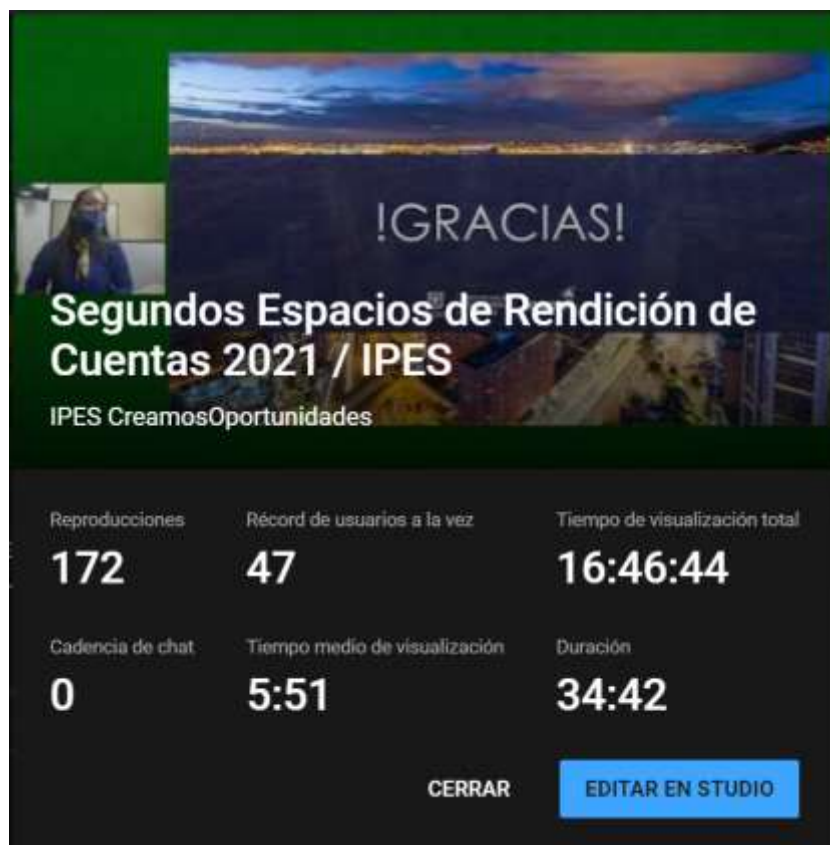 !GRACIAS!
Segundos Espacios de Rendición de
Cuentas 2021 / IPES
IPES CreamosOportunidades
Reproducciones
Récord de usuarios a la vez
Tiempo de visualización total
172
47
16:46:44
Cadencia de chat
Tiempo medio de visualización
Duración
0
5:51
34:42
CERRAR
EDITAR EN STUDIO